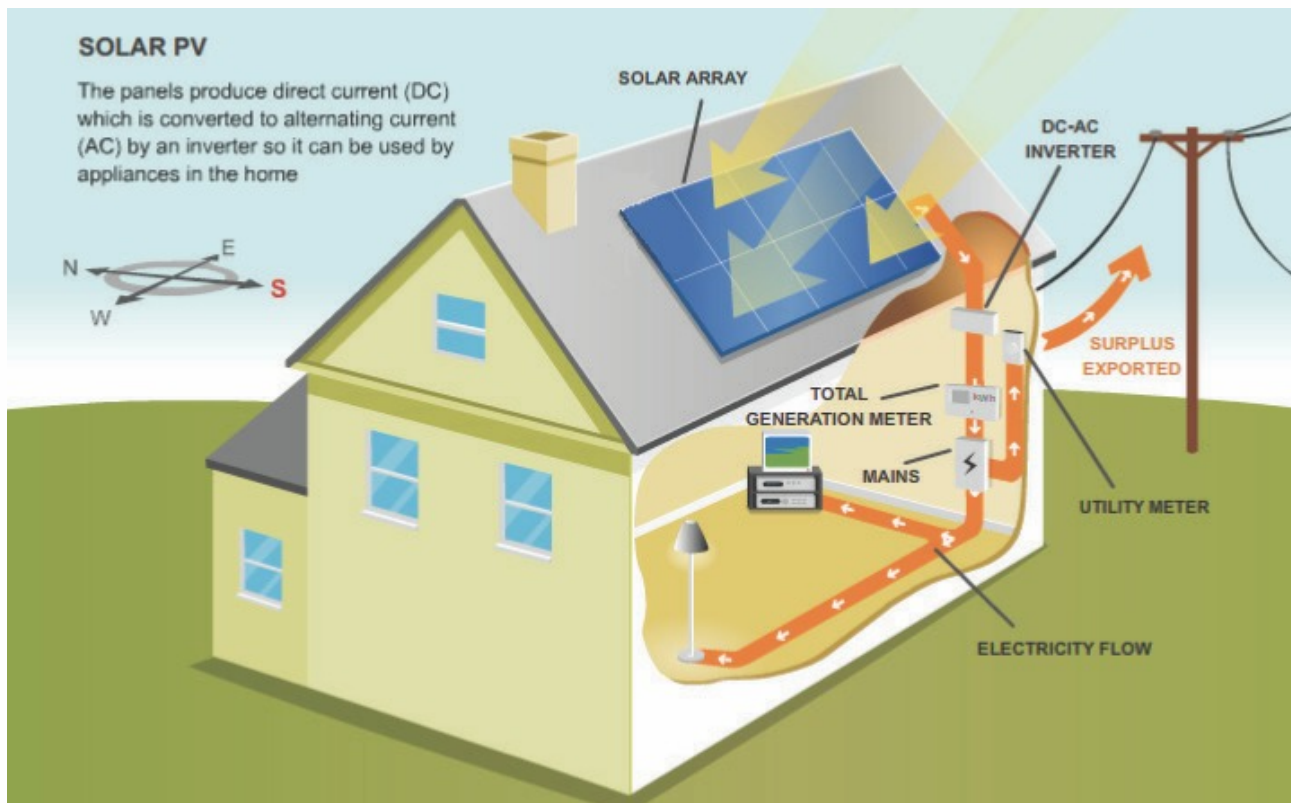 SOLAR PV
The panels produce direct current (DC)
which is converted to alternating current
(AC) by an inverter so it can be used by
appliances in the home
SOLAR ARRAY
DC-AC
INVERTER
N
E
S
W
SURPLUS
EXPORTED
TOTAL
GENERATION METER
kWh
MAINS
UTILITY METER
ELECTRICITY FLOW